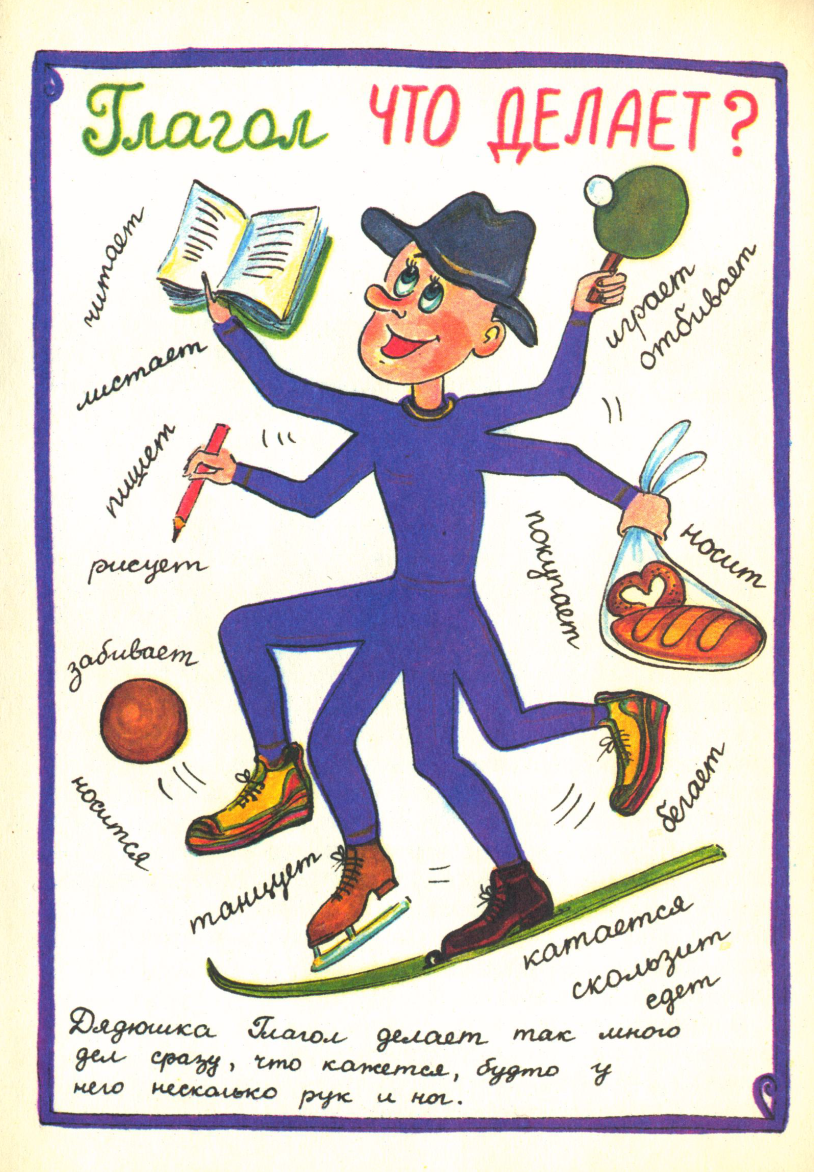 Глагол ЧТО ДЕЛАЕТ?
читает
листает
играет
отбивает
пишет
рисует
покупает
носит
забивает
носится
бегает
танцует
катается
скользит
едет
Дядюшка Глагол делает так много
дел сразу, что кажется, будто у
него несколько рук и ног.